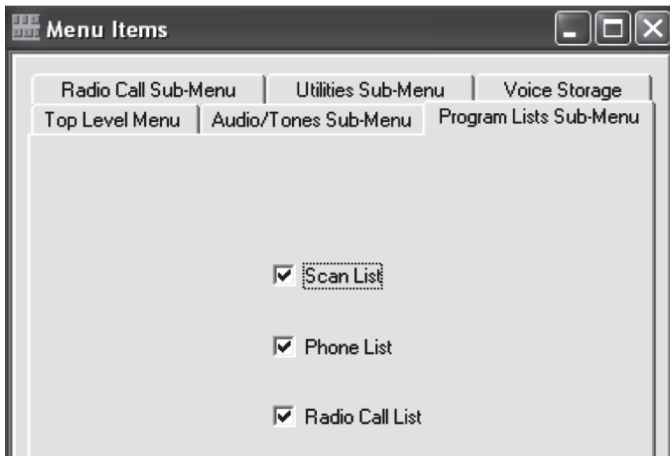 Menu Items
Radio Call Sub-Menu Utilities Sub-Menu Voice Storage
Top Level Menu Audio/Tones Sub-Menu Program Lists Sub-Menu
Scan List
Phone List
Radio Call List